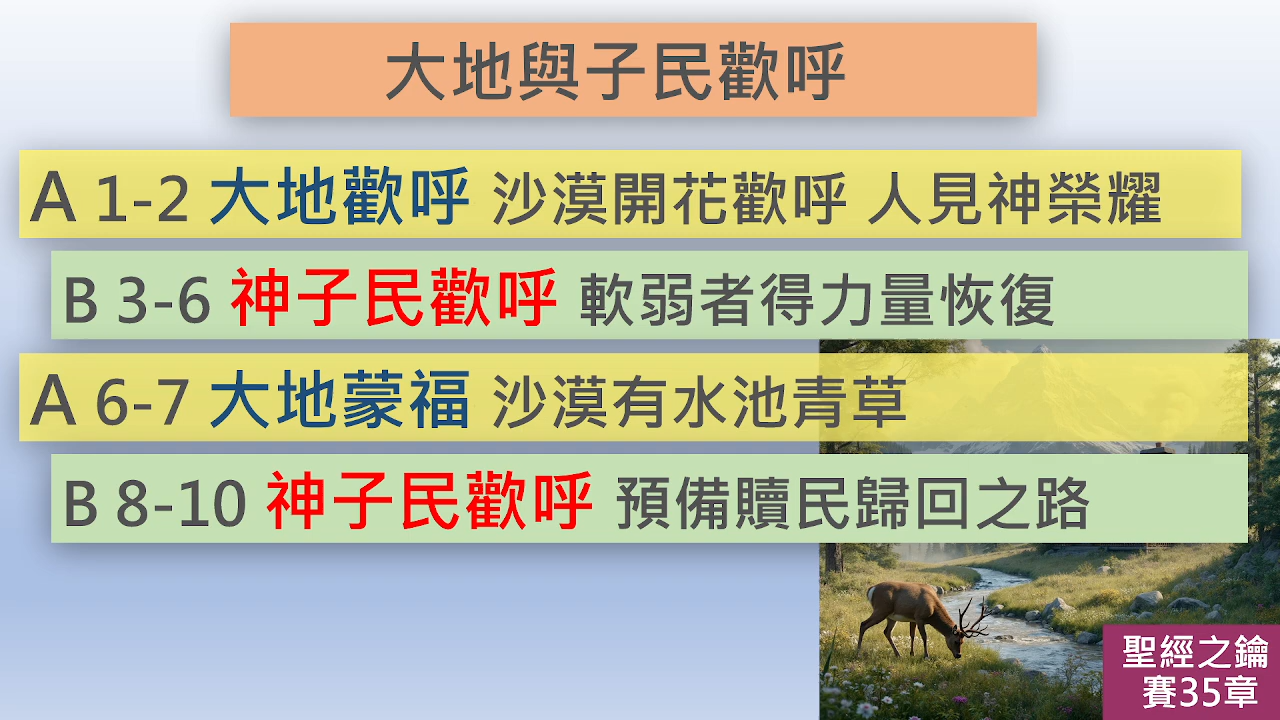 大地與子民歡呼
A 1-2 大地歡呼 沙漠開花歡呼 人見神榮耀
B 3-6 神子民歡呼 軟弱者得力量恢復
A 6-7 大地蒙福 沙漠有水池青草
B 8-10 神子民歡呼 預備贖民歸回之路
聖經之鑰
賽35章